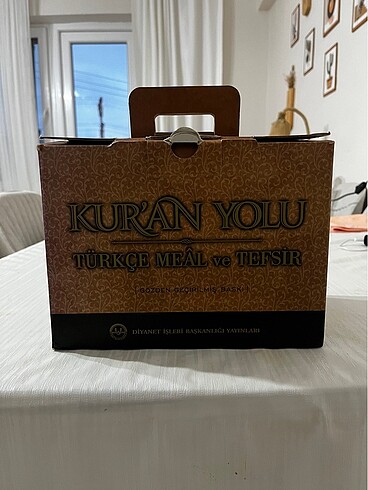 KUR'AN YOLU
TÜRKÇE MEÂL ve TEFSİR
[GÖZDEN GEÇİRİLMİŞ BASKI]
DİYANET İŞLERİ BAŞKANLIĞI YAYINLARI